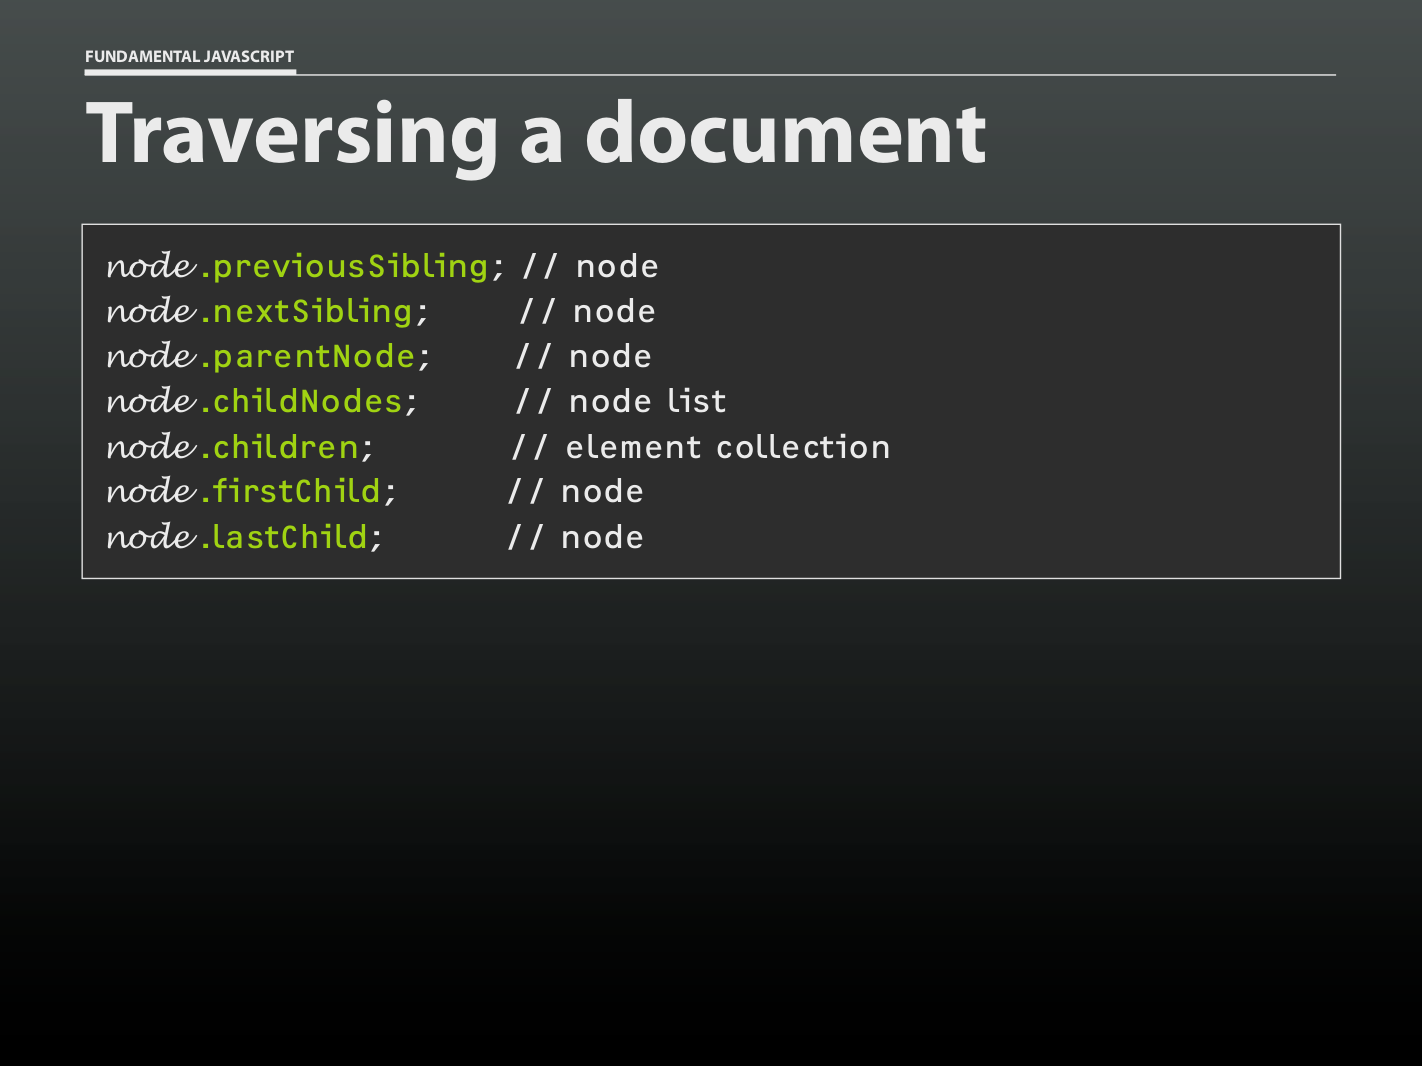 FUNDAMENTAL JAVASCRIPT
Traversing a document
node.previousSibling; // node
node.nextSibling; // node
node.parentNode; // node
node.childNodes; // node list
node.children; // element collection
node.firstChild; // node
node.lastChild; // node